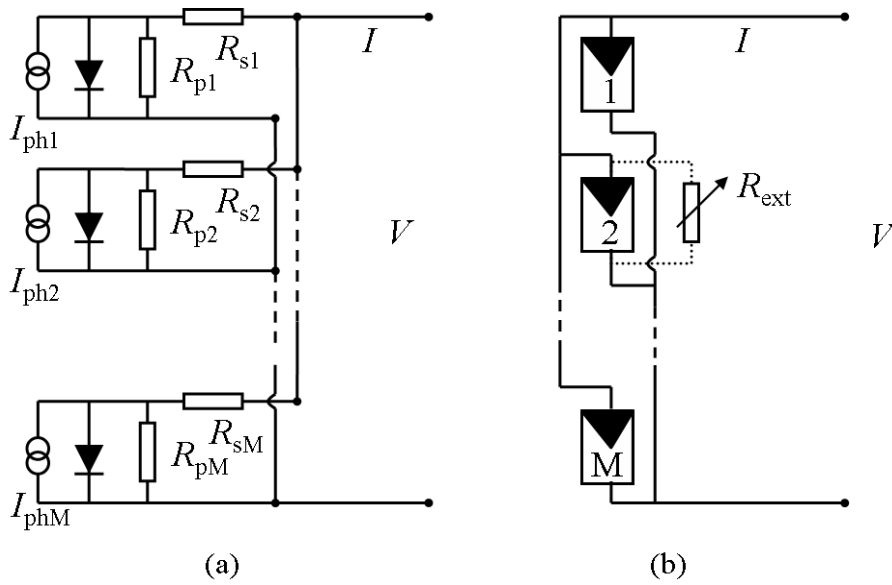 I
R_s1
R_p1
I_ph1
R_s2
R_p2
V
I_ph2
R_sM
R_pM
I_phM
(a)
I
1
R_ext
2
V
M
(b)